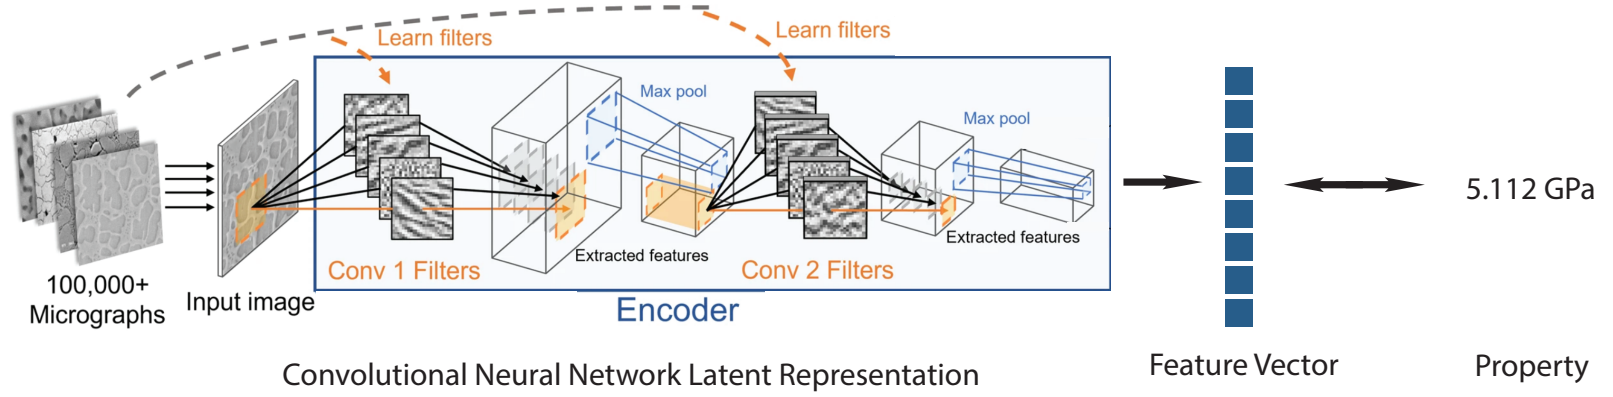 Learn filters
Learn filters
Max pool
Max pool
5.112 GPa
Extracted features
Extracted features
Conv 1 Filters
Conv 2 Filters
100,000+
Micrographs
Input image
Encoder
Convolutional Neural Network Latent Representation
Feature Vector
Property